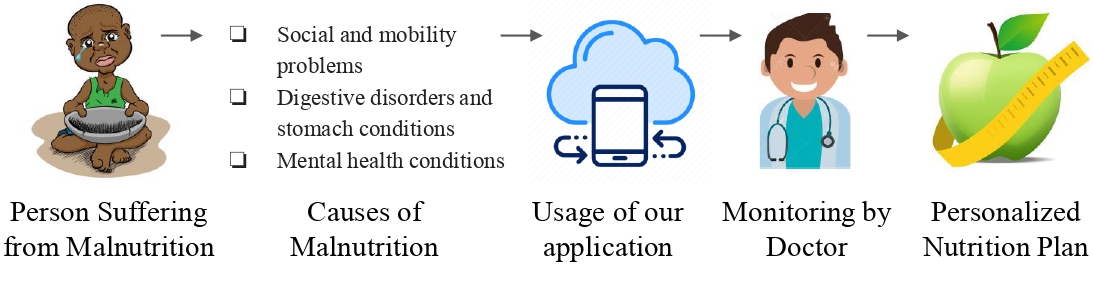 ❏ Social and mobility
problems
❏ Digestive disorders and
stomach conditions
❏ Mental health conditions
Person Suffering
from Malnutrition
Causes of
Malnutrition
Usage of our
application
Monitoring by
Doctor
Personalized
Nutrition Plan